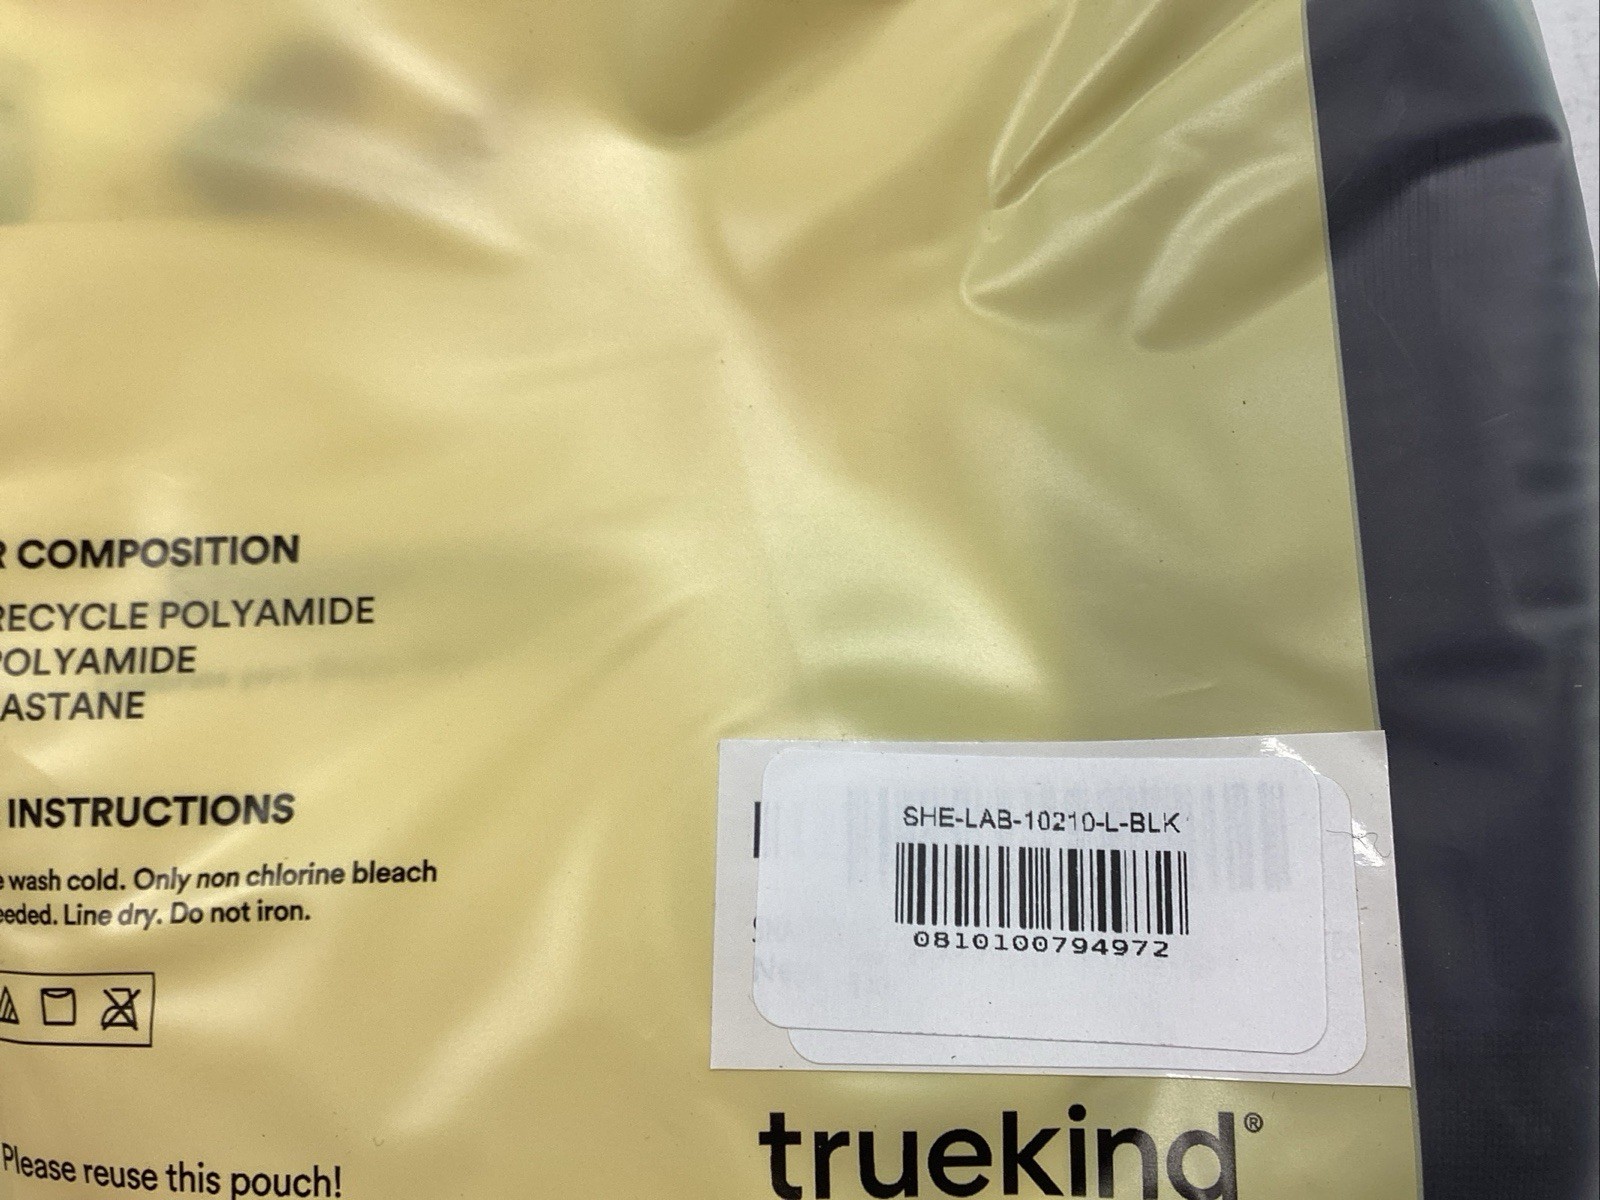 R COMPOSITION
RECYCLE POLYAMIDE
POLYAMIDE
ASTANE
INSTRUCTIONS
e wash cold. Only non chlorine bleach
eeded. Line dry. Do not iron.
Please reuse this pouch!
SHE-LAB-10210-L-BLK
0810100794972
truekind®